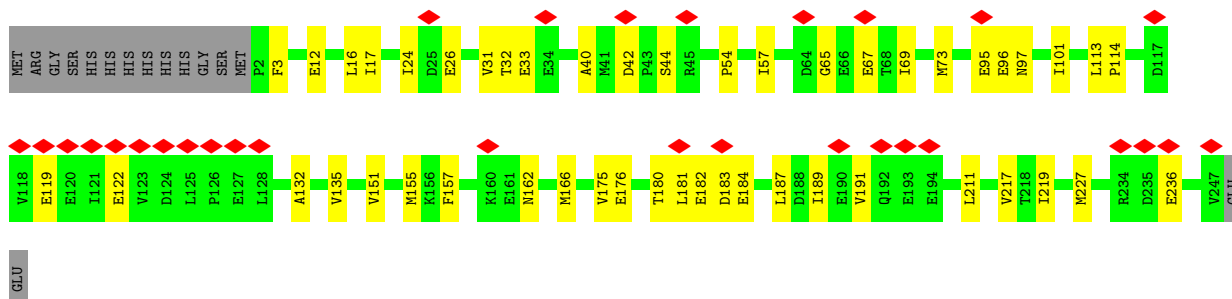 MET ARG GLY SER HIS HIS HIS HIS HIS HIS GLY SER MET P2 F3 E12 L16 I17 I24 D25 E26 V31 T32 E33 E34 A40 M41 D42 P43 S44 R45 P54 I57 D64 G65 E66 E67 T68 I69 M73 E95 E96 N97 I101 L113 P114 D117
V118 E119 E120 I121 E122 V123 D124 L125 P126 E127 L128 A132 V135 V151 M155 K156 F157 K160 E161 N162 M166 V175 E176 T180 L181 E182 D183 E184 L187 D188 I189 E190 V191 Q192 E193 E194 L211 V217 T218 I219 M227 R234 D235 E236 V247 GLU
GLU